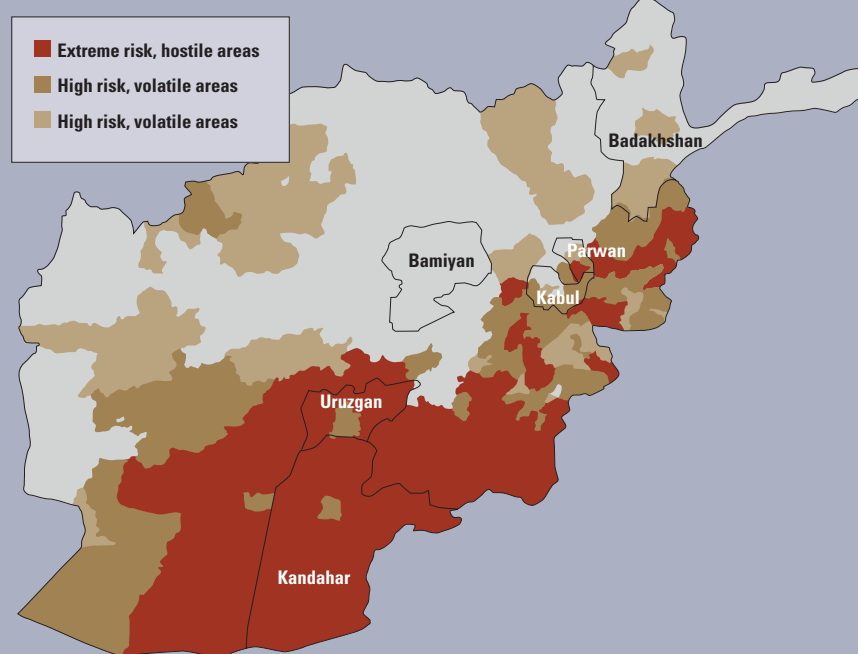 Extreme risk, hostile areas
High risk, volatile areas
High risk, volatile areas
Badakhshan
Parwan
Bamiyan
Kabul
Uruzgan
Kandahar